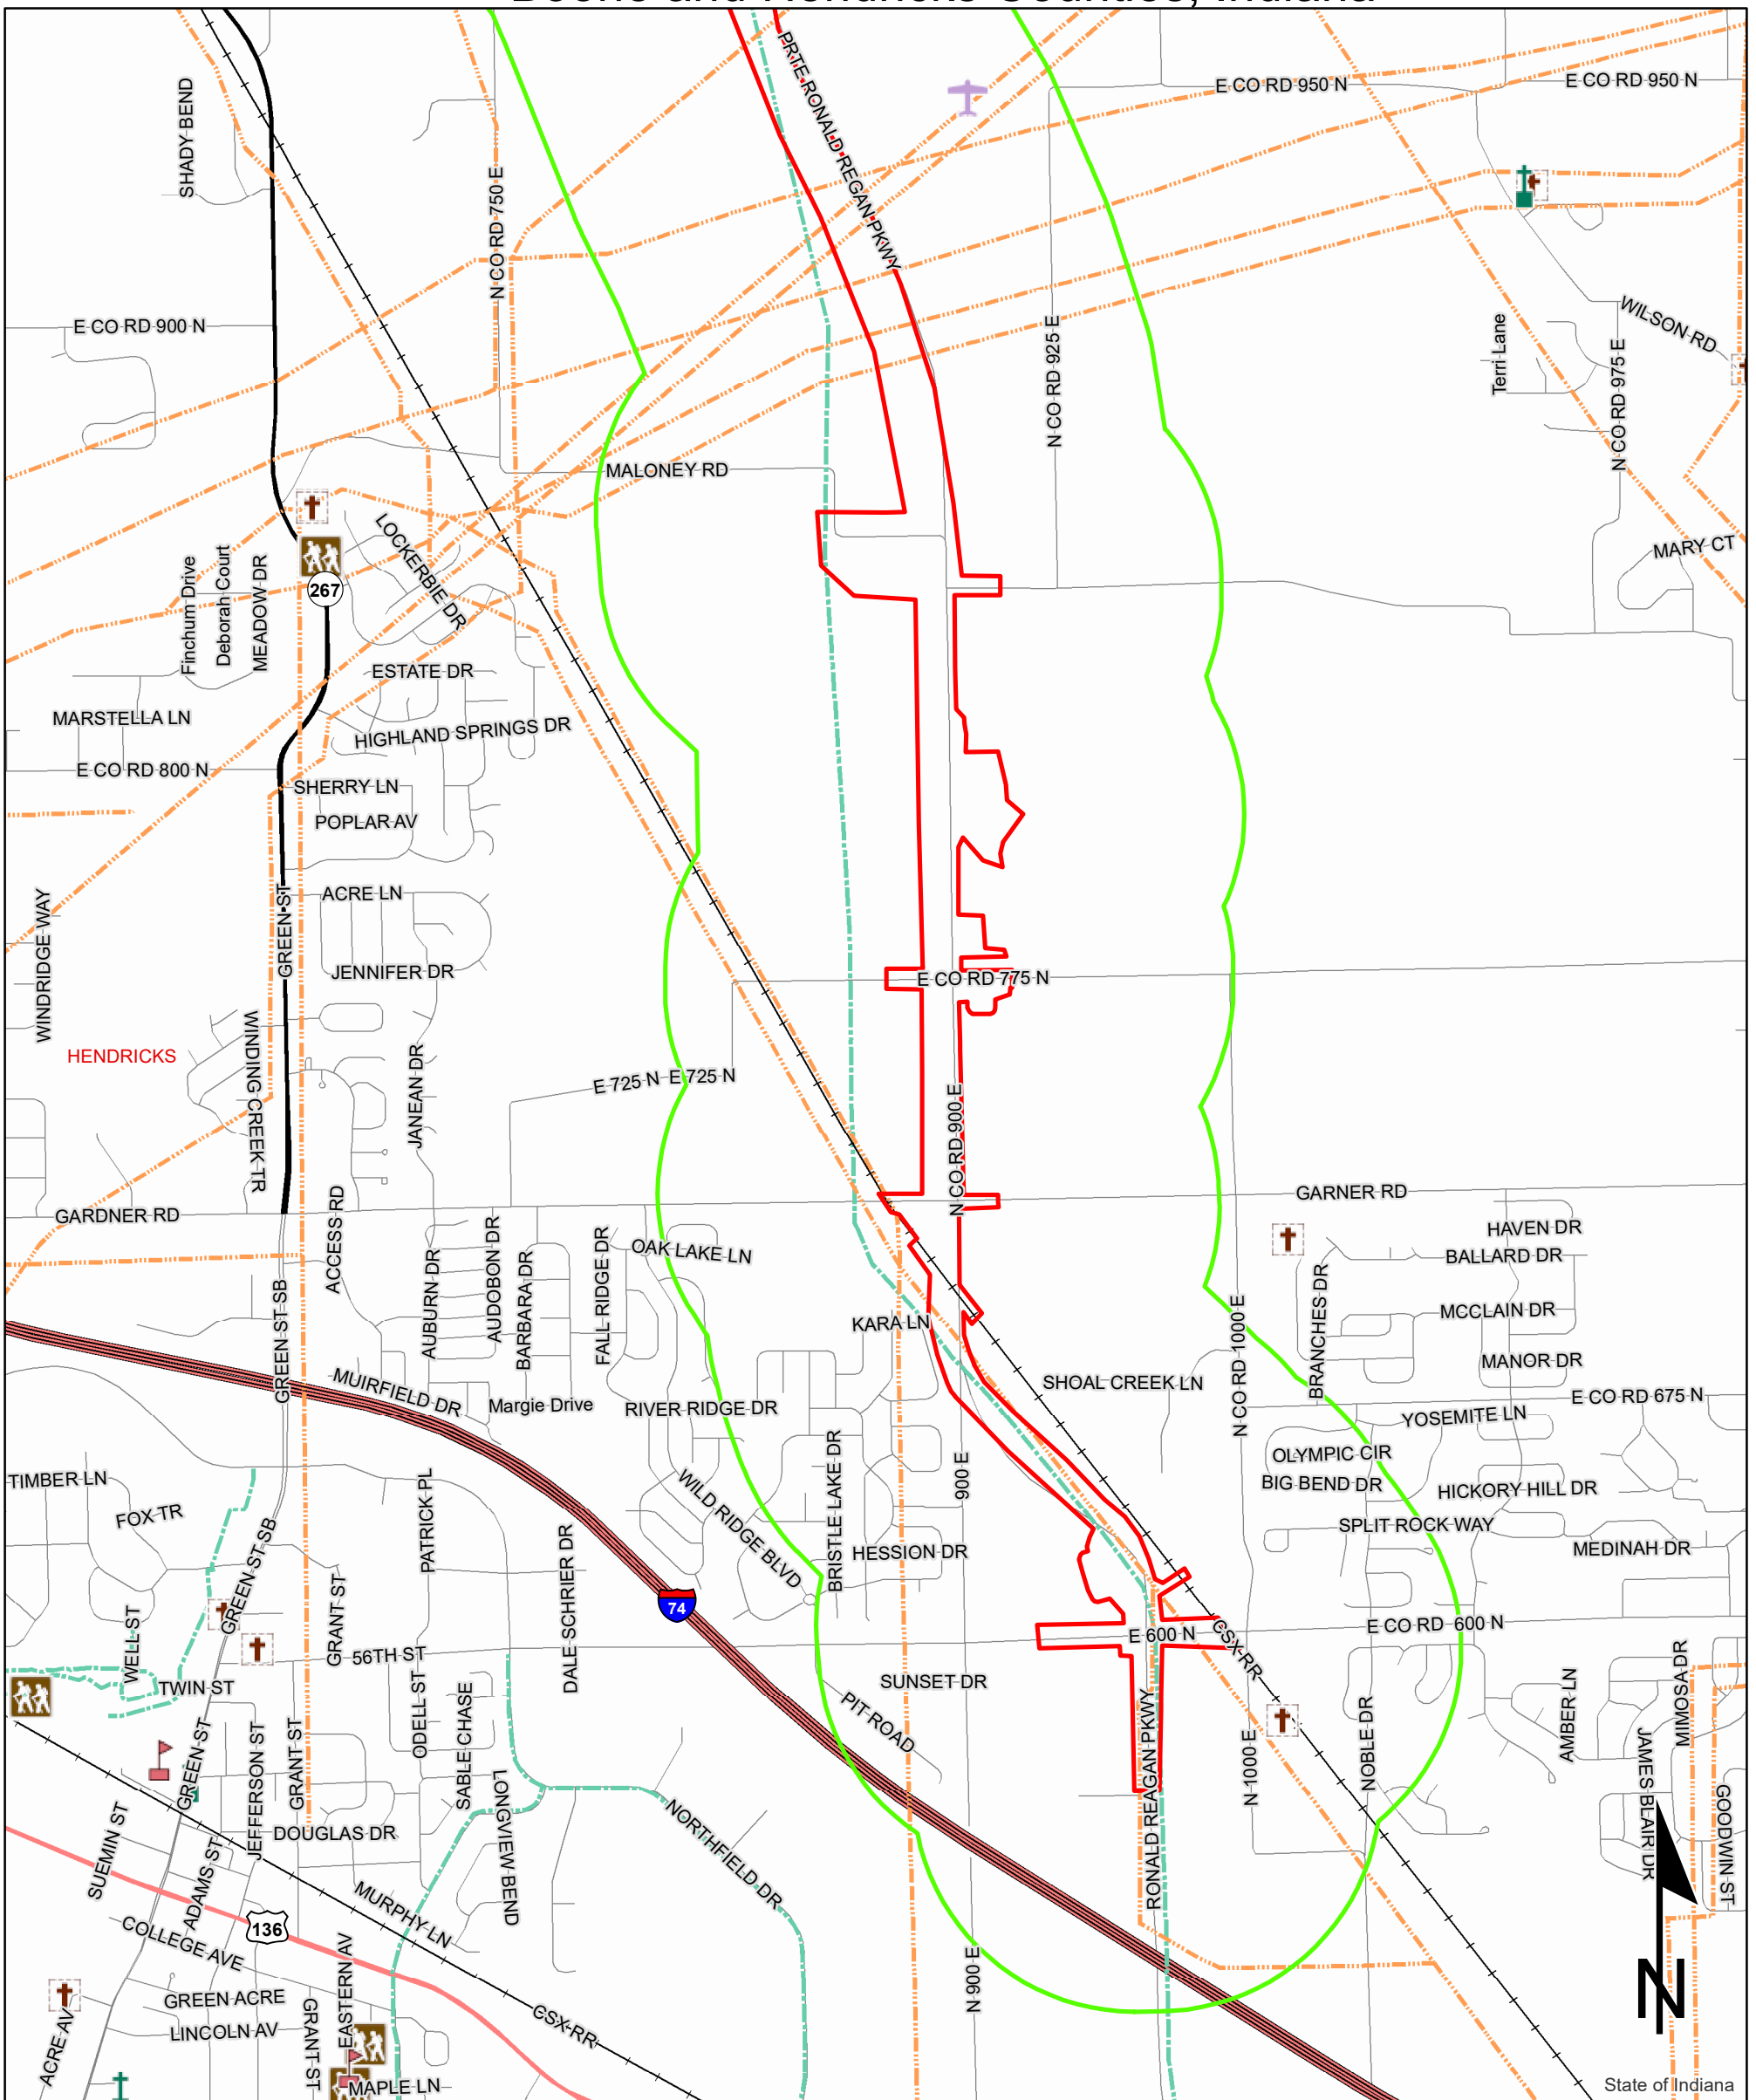 Boone and Hendricks Counties, Indiana
PRTE RONALD REGAN PKWY
E CO RD 950 N
E CO RD 950 N
SHADY BEND
N CO RD 750 E
E CO RD 900 N
N CO RD 925 E
Terri Lane
WILSON RD
N CO RD 975 E
MALONEY RD
LOCKERBIE DR
MARY CT
267
Finchum Drive
Deborah Court
MEADOW DR
ESTATE DR
MARSTELLA LN
HIGHLAND SPRINGS DR
E CO RD 800 N
SHERRY LN
POPLAR AV
ACRE LN
GREEN ST
WINDRIDGE WAY
JENNIFER DR
E CO RD 775 N
HENDRICKS
WINDING CREEK TR
JANEAN DR
E 725 N
E 725 N
N CO RD 900 E
GARDNER RD
ACCESS RD
GARNER RD
HAVEN DR
BALLARD DR
OAK LAKE LN
AUBURN DR
AUDOBON DR
BARBARA DR
FALL RIDGE DR
GREEN ST SB
KARA LN
N CO RD 1000 E
BRANCHES DR
MCCLAIN DR
MANOR DR
MUIRFIELD DR
Margie Drive
RIVER RIDGE DR
SHOAL CREEK LN
E CO RD 675 N
YOSEMITE LN
OLYMPIC CIR
BIG BEND DR
HICKORY HILL DR
TIMBER LN
FOX TR
PATRICK PL
WILD RIDGE BLVD
BRISTLE LAKE DR
900 E
SPLIT ROCK WAY
MEDINAH DR
HESSION DR
GREEN ST SB
DALE SCHRIER DR
74
WELL ST
GRANT ST
56TH ST
E 600 N
E CO RD 600 N
CSX RR
TWIN ST
ODELL ST
SABLE CHASE
SUNSET DR
PIT ROAD
RONALD REAGAN PKWY
N 1000 E
NOBLE DR
AMBER LN
MIMOSA DR
JAMES BLAIR DR
GOODWIN ST
GREEN ST
JEFFERSON ST
GRANT ST
LONGVIEW BEND
NORTHFIELD DR
DOUGLAS DR
SUEMIN ST
ADAMS ST
MURPHY LN
136
COLLEGE AVE
EASTERN AV
N 900 E
N
GREEN ACRE
LINCOLN AV
GRANT ST
CSX RR
ACRE AV
MAPLE LN
State of Indiana